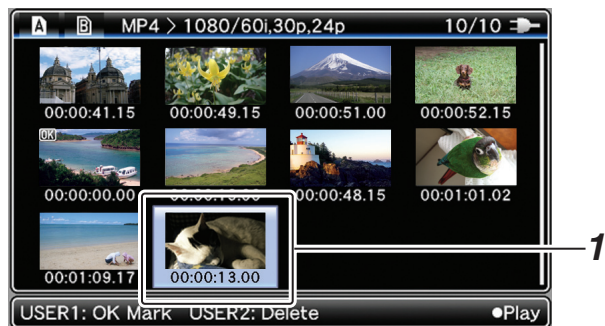 A B MP4 > 1080/60i,30p,24p 10/10
00:00:41.15 00:00:49.15 00:00:51.00 00:00:52.15
OK
00:00:00.00 00:00:48.15 00:01:01.02
00:01:09.17 00:00:13.00
1
USER1: OK Mark USER2: Delete ●Play